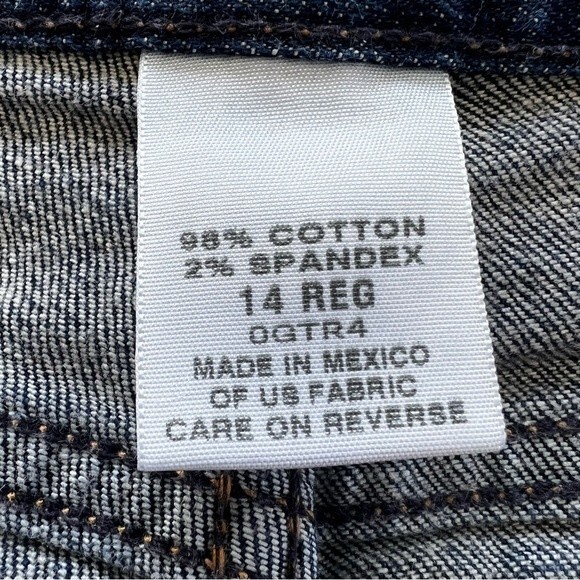 98% COTTON
2% SPANDEX
14 REG
0GTR4
MADE IN MEXICO
OF US FABRIC
CARE ON REVERSE